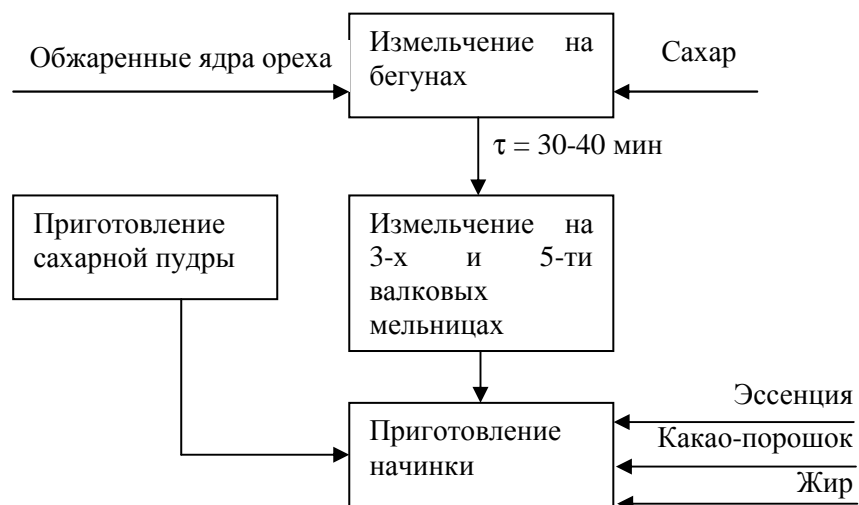 Обжаренные ядра ореха
Измельчение на
бегунах
Сахар
τ = 30-40 мин
Приготовление
сахарной пудры
Измельчение на
3-х и 5-ти
валковых
мельницах
Приготовление
начинки
Эссенция
Какао-порошок
Жир